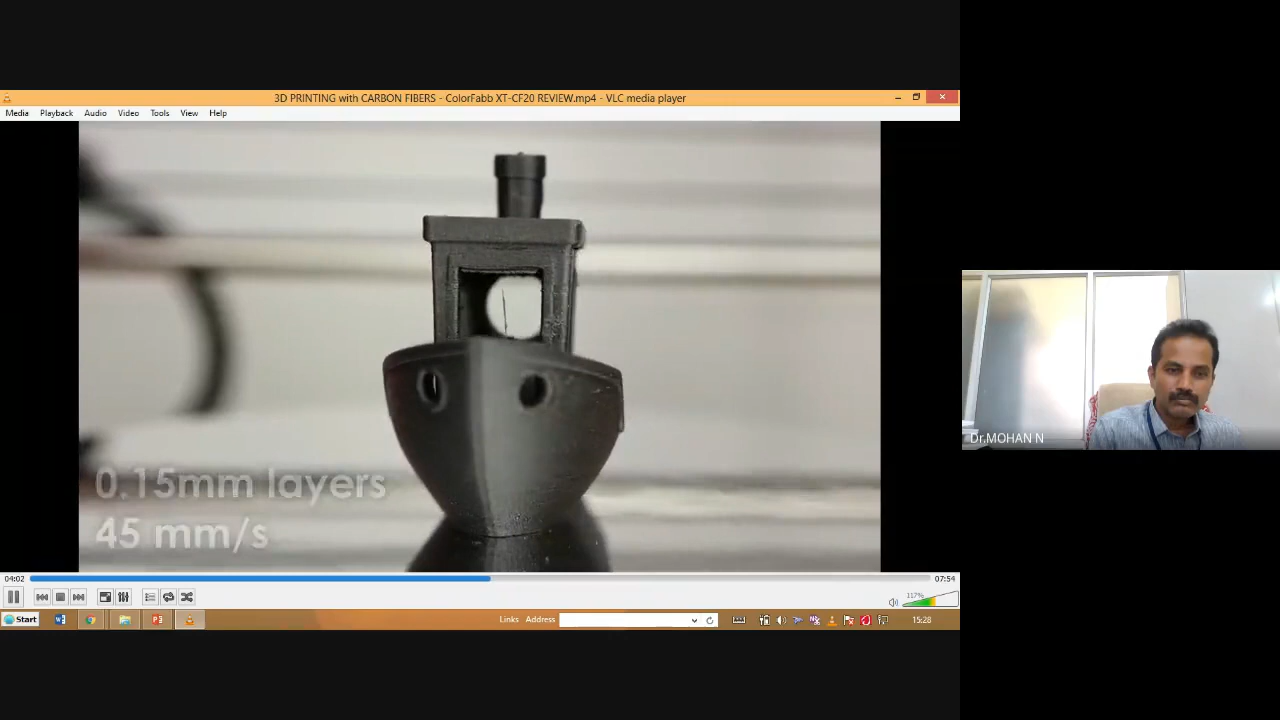 3D PRINTING with CARBON FIBERS - ColorFabb XT-CF20 REVIEW.mp4 - VLC media player
Media Playback Audio Video Tools View Help
0.15mm layers
45 mm/s
Dr.MOHAN N
04:02
07:54
117%
Start
Links Address
15:28